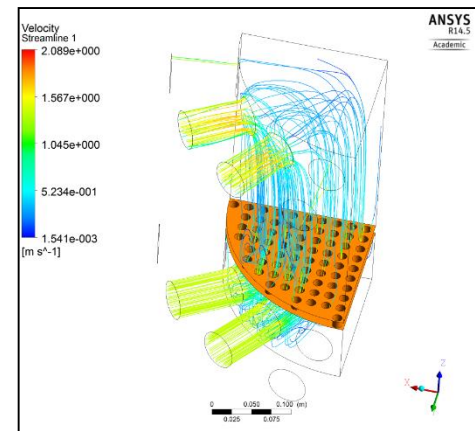 Velocity
Streamline 1
2.089e+000
1.567e+000
1.045e+000
5.234e-001
1.541e-003
[m s^-1]
ANSYS
R14.5
Academic
X
Z
0 0.050 0.100 (m)
0.025 0.075